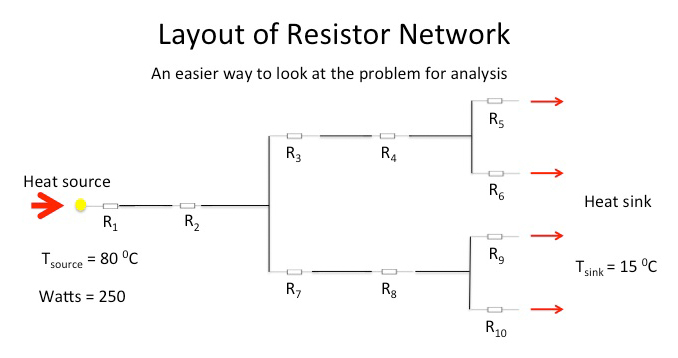 Layout of Resistor Network
An easier way to look at the problem for analysis
R5
R3
R4
Heat source
R6
Heat sink
R1
R2
R9
Tsource = 80 ⁰C
Tsink = 15 ⁰C
Watts = 250
R7
R8
R10